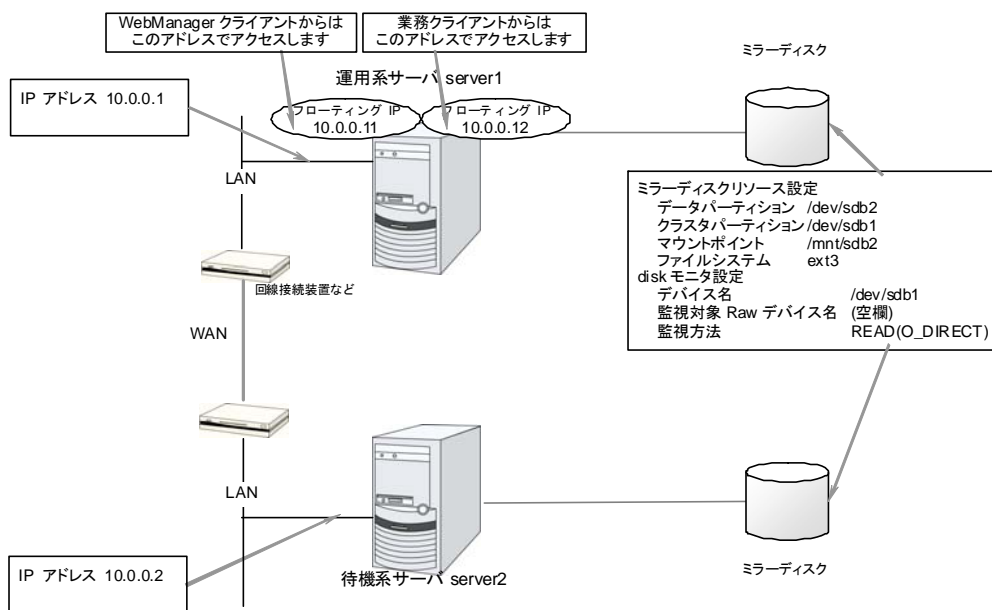 WebManager クライアントからは
このアドレスでアクセスします
業務クライアントからは
このアドレスでアクセスします
ミラーディスク
運用系サーバ server1
IP アドレス 10.0.0.1
フローティング IP
10.0.0.11
フローティング IP
10.0.0.12
LAN
ミラーディスクリソース設定
データパーティション /dev/sdb2
クラスタパーティション /dev/sdb1
マウントポイント /mnt/sdb2
ファイルシステム ext3
disk モニタ設定
デバイス名 /dev/sdb1
監視対象 Raw デバイス名 (空欄)
監視方法 READ(O_DIRECT)
回線接続装置など
WAN
LAN
IP アドレス 10.0.0.2
待機系サーバ server2
ミラーディスク